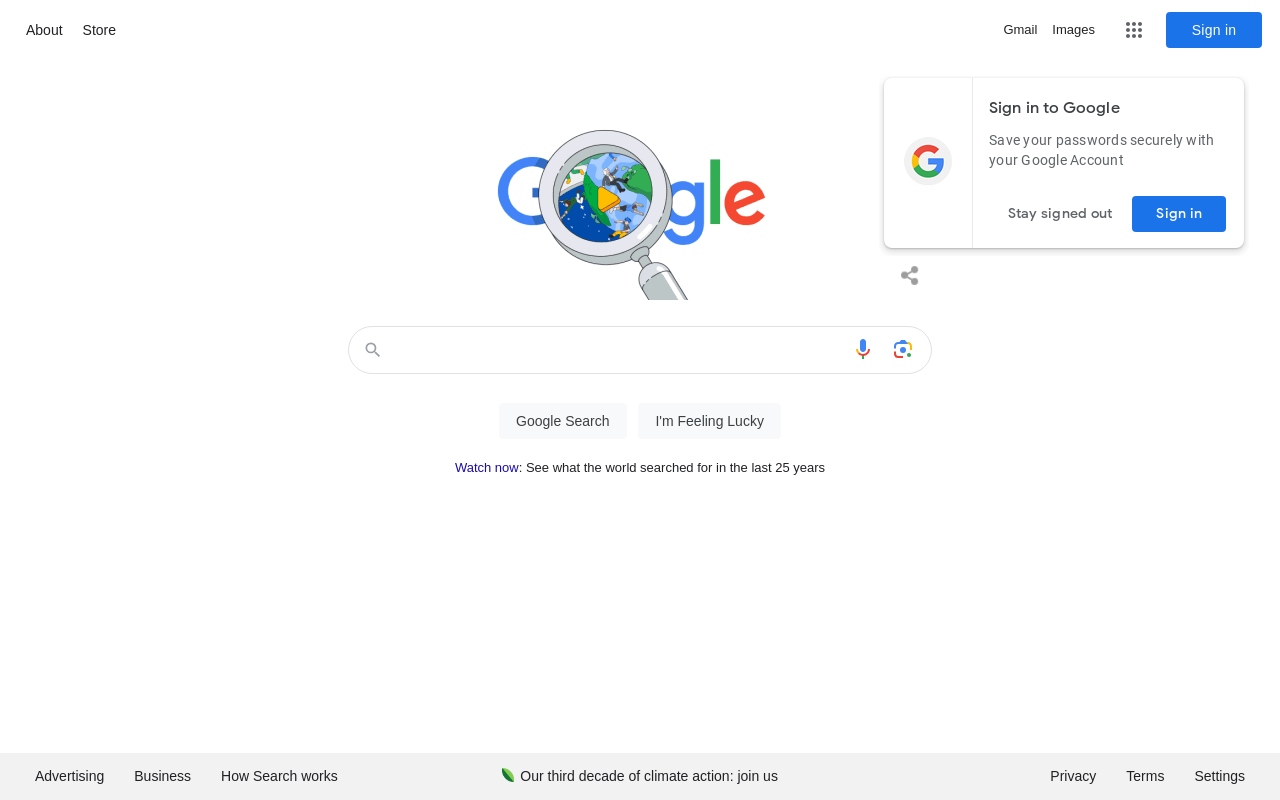 About Store
Gmail Images Sign in
Sign in to Google
Save your passwords securely with
your Google Account
Stay signed out Sign in
G gle
Google Search I'm Feeling Lucky
Watch now: See what the world searched for in the last 25 years
Advertising Business How Search works Our third decade of climate action: join us Privacy Terms Settings